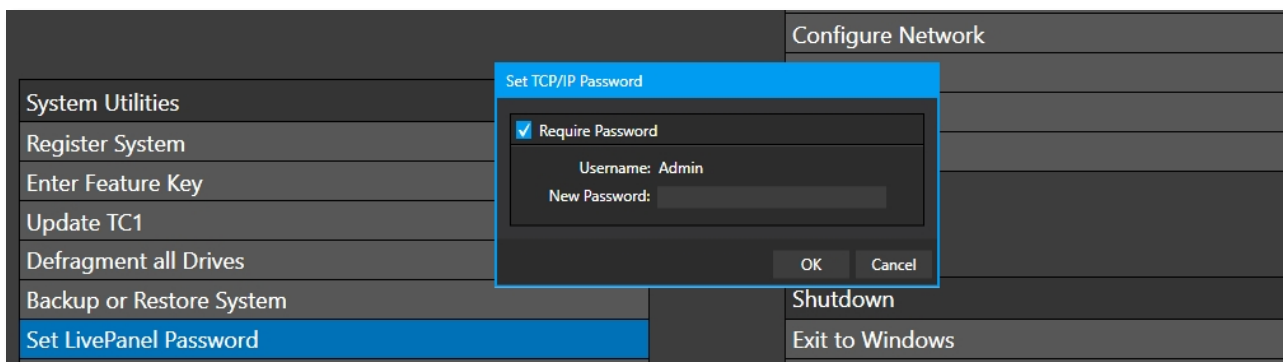 System Utilities
Register System
Enter Feature Key
Update TC1
Defragment all Drives
Backup or Restore System
Set LivePanel Password
Set TCP/IP Password
Require Password
Username: Admin
New Password:
OK Cancel
Configure Network
Shutdown
Exit to Windows